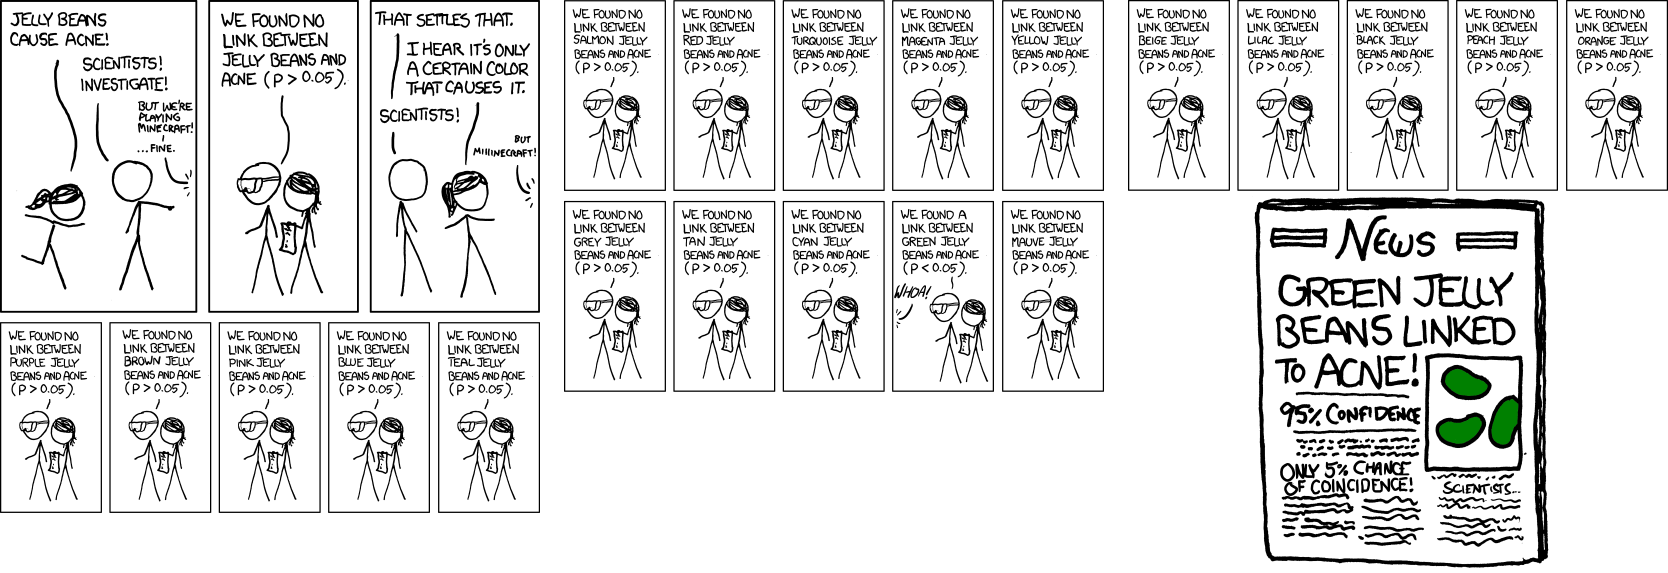 JELLY BEANS
CAUSE ACNE!
SCIENTISTS!
INVESTIGATE!
BUT WE'RE
PLAYING
MINECRAFT!
...FINE.
WE FOUND NO
LINK BETWEEN
JELLY BEANS AND
ACNE (P > 0.05).
THAT SETTLES THAT.
I HEAR IT'S ONLY
A CERTAIN COLOR
THAT CAUSES IT.
SCIENTISTS!
BUT
MIIIINECRAFT!
WE FOUND NO
LINK BETWEEN
PURPLE JELLY
BEANS AND ACNE
(P > 0.05).
WE FOUND NO
LINK BETWEEN
BROWN JELLY
BEANS AND ACNE
(P > 0.05).
WE FOUND NO
LINK BETWEEN
PINK JELLY
BEANS AND ACNE
(P > 0.05).
WE FOUND NO
LINK BETWEEN
BLUE JELLY
BEANS AND ACNE
(P > 0.05).
WE FOUND NO
LINK BETWEEN
TEAL JELLY
BEANS AND ACNE
(P > 0.05).
WE FOUND NO
LINK BETWEEN
SALMON JELLY
BEANS AND ACNE
(P > 0.05).
WE FOUND NO
LINK BETWEEN
RED JELLY
BEANS AND ACNE
(P > 0.05).
WE FOUND NO
LINK BETWEEN
TURQUOISE JELLY
BEANS AND ACNE
(P > 0.05).
WE FOUND NO
LINK BETWEEN
MAGENTA JELLY
BEANS AND ACNE
(P > 0.05).
WE FOUND NO
LINK BETWEEN
YELLOW JELLY
BEANS AND ACNE
(P > 0.05).
WE FOUND NO
LINK BETWEEN
GREY JELLY
BEANS AND ACNE
(P > 0.05).
WE FOUND NO
LINK BETWEEN
TAN JELLY
BEANS AND ACNE
(P > 0.05).
WE FOUND NO
LINK BETWEEN
CYAN JELLY
BEANS AND ACNE
(P > 0.05).
WE FOUND A
LINK BETWEEN
GREEN JELLY
BEANS AND ACNE
(P < 0.05).
WHOA!
WE FOUND NO
LINK BETWEEN
MAUVE JELLY
BEANS AND ACNE
(P > 0.05).
WE FOUND NO
LINK BETWEEN
BEIGE JELLY
BEANS AND ACNE
(P > 0.05).
WE FOUND NO
LINK BETWEEN
LILAC JELLY
BEANS AND ACNE
(P > 0.05).
WE FOUND NO
LINK BETWEEN
BLACK JELLY
BEANS AND ACNE
(P > 0.05).
WE FOUND NO
LINK BETWEEN
PEACH JELLY
BEANS AND ACNE
(P > 0.05).
WE FOUND NO
LINK BETWEEN
ORANGE JELLY
BEANS AND ACNE
(P > 0.05).
NEWS
GREEN JELLY
BEANS LINKED
TO ACNE!
95% CONFIDENCE
ONLY 5% CHANCE
OF COINCIDENCE!
SCIENTISTS...